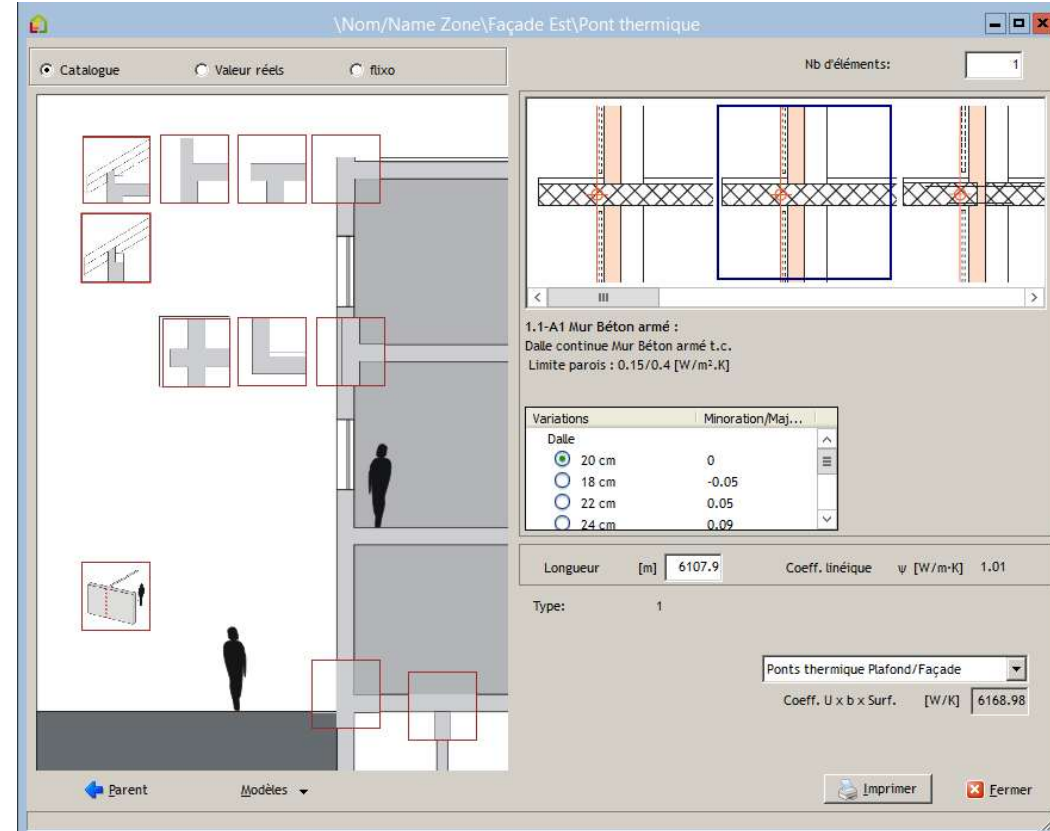 \Nom/Name Zone\Façade Est\Pont thermique
Catalogue Valeur réels flixo
Nb d'éléments: 1
1.1-A1 Mur Béton armé :
Dalle continue Mur Béton armé t.c.
Limite parois : 0.15/0.4 [W/m².K]
Variations Minoration/Maj...
Dalle
20 cm 0
18 cm -0.05
22 cm 0.05
24 cm 0.09
Longueur [m] 6107.9 Coeff. linéique ψ [W/m·K] 1.01
Type: 1
Ponts thermique Plafond/Façade
Coeff. U x b x Surf. [W/K] 6168.98
Parent Modèles Imprimer Fermer